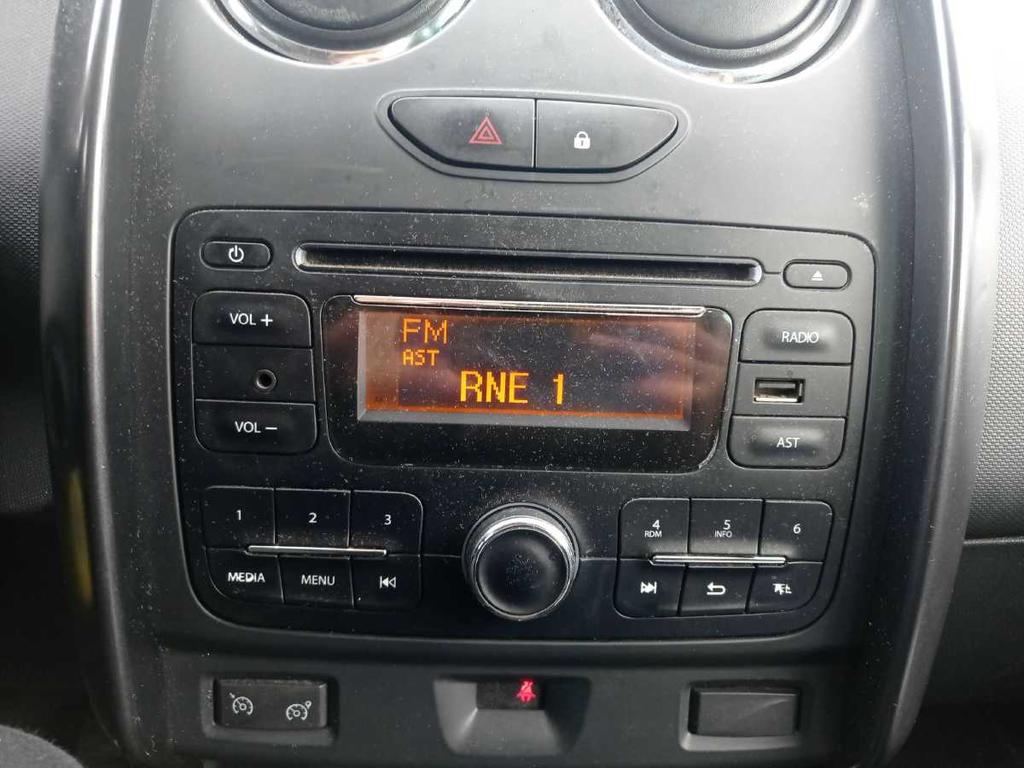 VOL +
VOL −
FM
AST
RNE 1
RADIO
AST
1
2
3
MEDIA
MENU
4
RDM
5
INFO
6